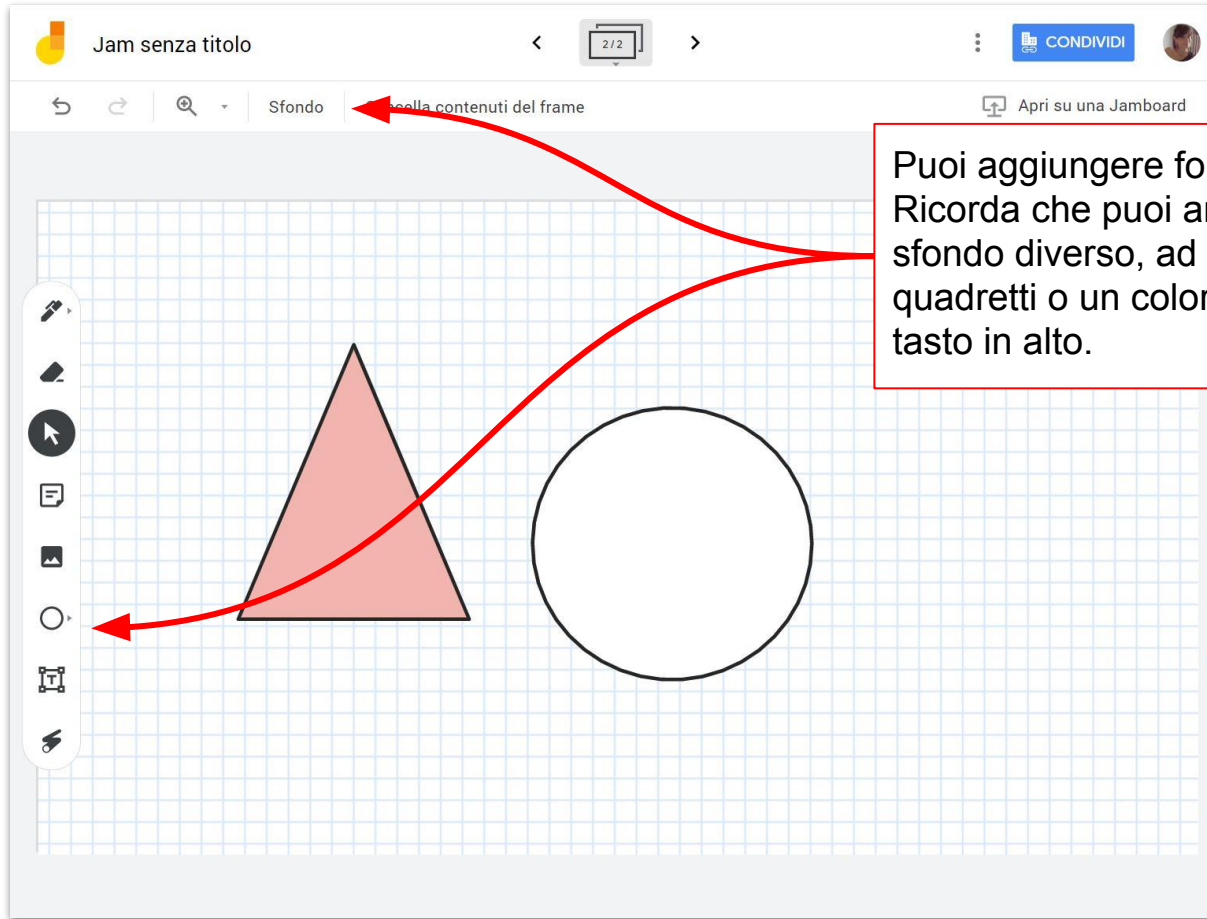 Jam senza titolo
2/2
CONDIVIDI
Sfondo
contenuti del frame
Apri su una Jamboard
Puoi aggiungere fo
Ricorda che puoi a
sfondo diverso, ad
quadretti o un color
tasto in alto.
T